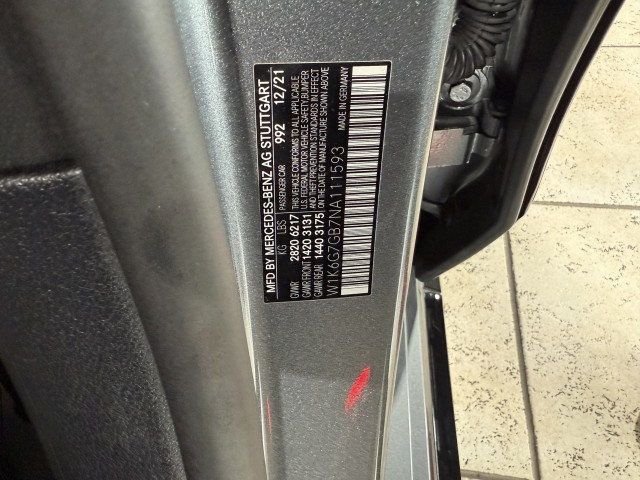 MFD BY MERCEDES-BENZ AG STUTTGART
PASSENGER CAR 992 12/21
KG LBS
GVWR 2820 6217
GAWR FRONT 1420 3131
GAWR REAR 1440 3175
THIS VEHICLE CONFORMS TO ALL APPLICABLE
U.S. FEDERAL MOTOR VEHICLE SAFETY, BUMPER
AND THEFT PREVENTION STANDARDS IN EFFECT
ON THE DATE OF MANUFACTURE SHOWN ABOVE
W1K6G7GB7NA111593 MADE IN GERMANY